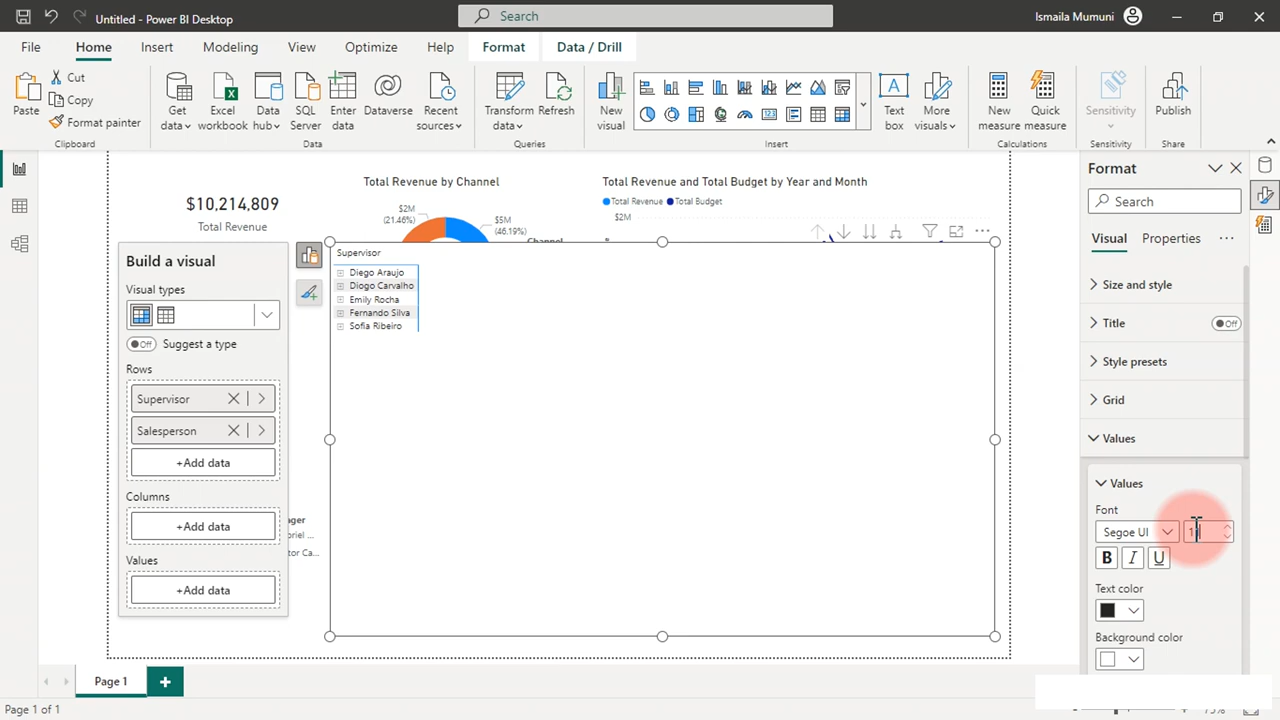 Untitled - Power BI Desktop
Search
Ismaila Mumuni
File
Home
Insert
Modeling
View
Optimize
Help
Format
Data / Drill
Paste
Cut
Copy
Format painter
Clipboard
Get data
Excel workbook
Data hub
SQL Server
Enter data
Dataverse
Recent sources
Data
Transform data
Refresh
Queries
New visual
Text box
More visuals
Insert
New measure
Quick measure
Calculations
Sensitivity
Sensitivity
Publish
Share
$10,214,809
Total Revenue
Total Revenue by Channel
$2M
(21.46%)
$5M
(46.19%)
Channel
Total Revenue and Total Budget by Year and Month
Total Revenue
Total Budget
$2M
Build a visual
Visual types
Off
Suggest a type
Rows
Supervisor
Salesperson
+Add data
Columns
+Add data
Values
+Add data
Supervisor
Diego Araujo
Diogo Carvalho
Emily Rocha
Fernando Silva
Sofia Ribeiro
Format
Search
Visual
Properties
Size and style
Title
Off
Style presets
Grid
Values
Values
Font
Segoe UI
B
I
U
Text color
Background color
Page 1
Page 1 of 1